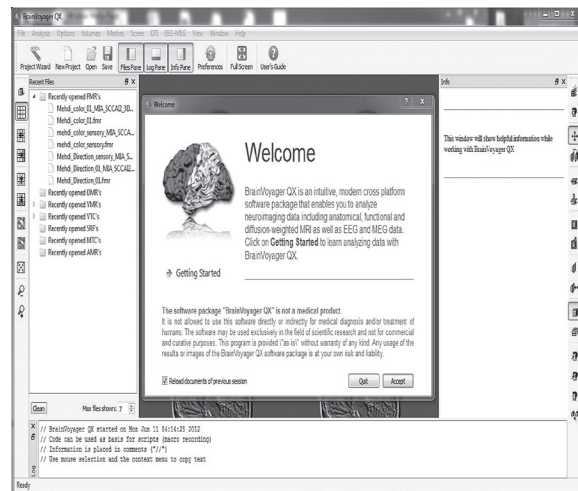 BrainVoyager QX
File Analysis Options Volumes Meshes Scene DTI EEG-MEG View Window Help
Project Wizard New Project Open Save Files Pane Log Pane Info Pane Preferences Full Screen User's Guide
Recent Files
Recently opened FMR's
Mehdi_color_01_MIA_SCCAI2_3D...
Mehdi_color_01.fmr
Mehdi_color_sensory_MIA_SCCA...
Mehdi_color_sensory.fmr
Mehdi_Direction_sensory_MIA_S...
Mehdi_Direction_01_MIA_SCCAI2...
Mehdi_Direction_01.fmr
Recently opened DMR's
Recently opened VMR's
Recently opened VTC's
Recently opened SRF's
Recently opened MTC's
Recently opened AMR's
Clean Max files shown: 7
Welcome
Welcome
BrainVoyager QX is an intuitive, modern cross platform
software package that enables you to analyze
neuroimaging data including anatomical, functional and
diffusion-weighted MRI as well as EEG and MEG data.
Click on Getting Started to learn analyzing data with
BrainVoyager QX.
Getting Started
The software package "BrainVoyager QX" is not a medical product
It is not allowed to use this software directly or indirectly for medical diagnosis and/or treatment of
humans. The software may be used exclusively in the field of scientific research and not for commercial
and curative purposes. This program is provided \"as is\" without warranty of any kind. Any usage of the
results or images of the BrainVoyager QX software package is at your own risk and liability.
Reload documents of previous session
Quit Accept
Info
This window will show helpful information while
working with BrainVoyager QX
Log
// BrainVoyager QX started on Mon Jun 11 04:14:25 2012
// Code can be used as basis for scripts (macro recording)
// Information is placed in comments ("//")
// Use mouse selection and the context menu to copy text
Ready